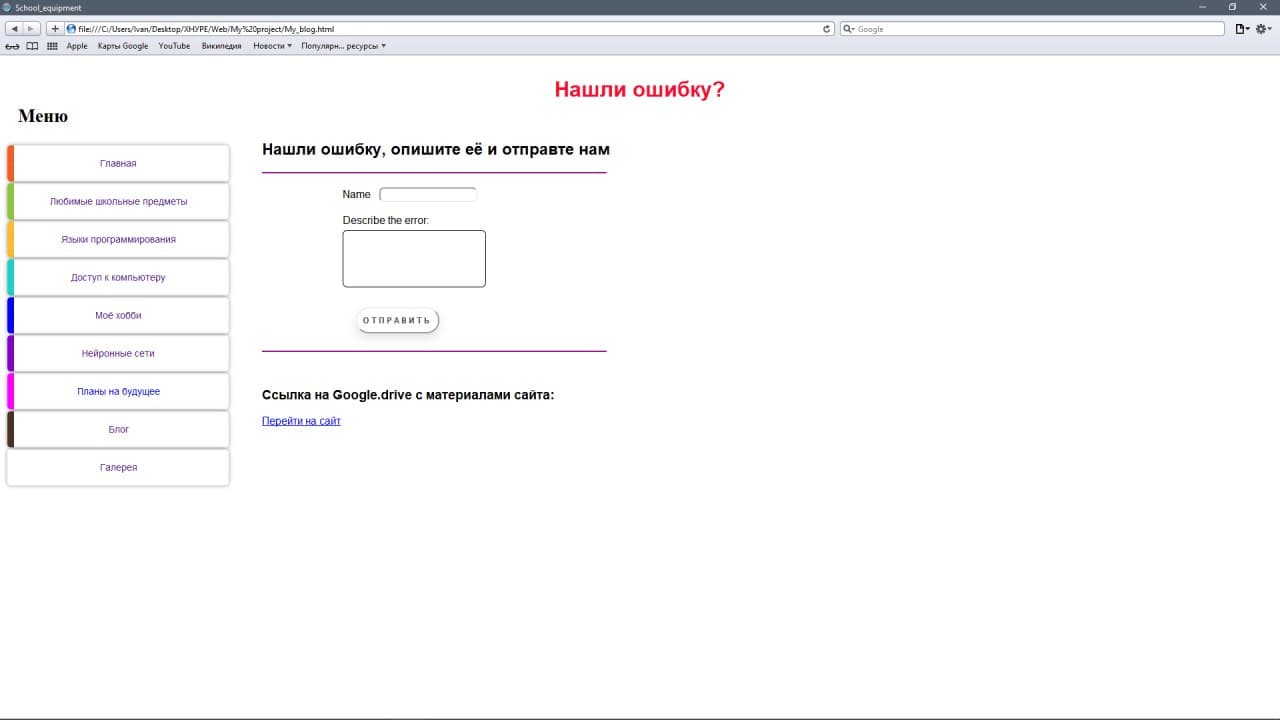 School_equipment
file:///C:/Users/Ivan/Desktop/ХНУРЕ/Web/My%20project/My_blog.html
Google
Apple Карты Google YouTube Википедия Новости Популярн... ресурсы
Нашли ошибку?
Меню
Главная
Любимые школьные предметы
Языки программирования
Доступ к компьютеру
Моё хобби
Нейронные сети
Планы на будущее
Блог
Галерея
Нашли ошибку, опишите её и отправте нам
Name
Describe the error:
ОТПРАВИТЬ
Ссылка на Google.drive с материалами сайта:
Перейти на сайт